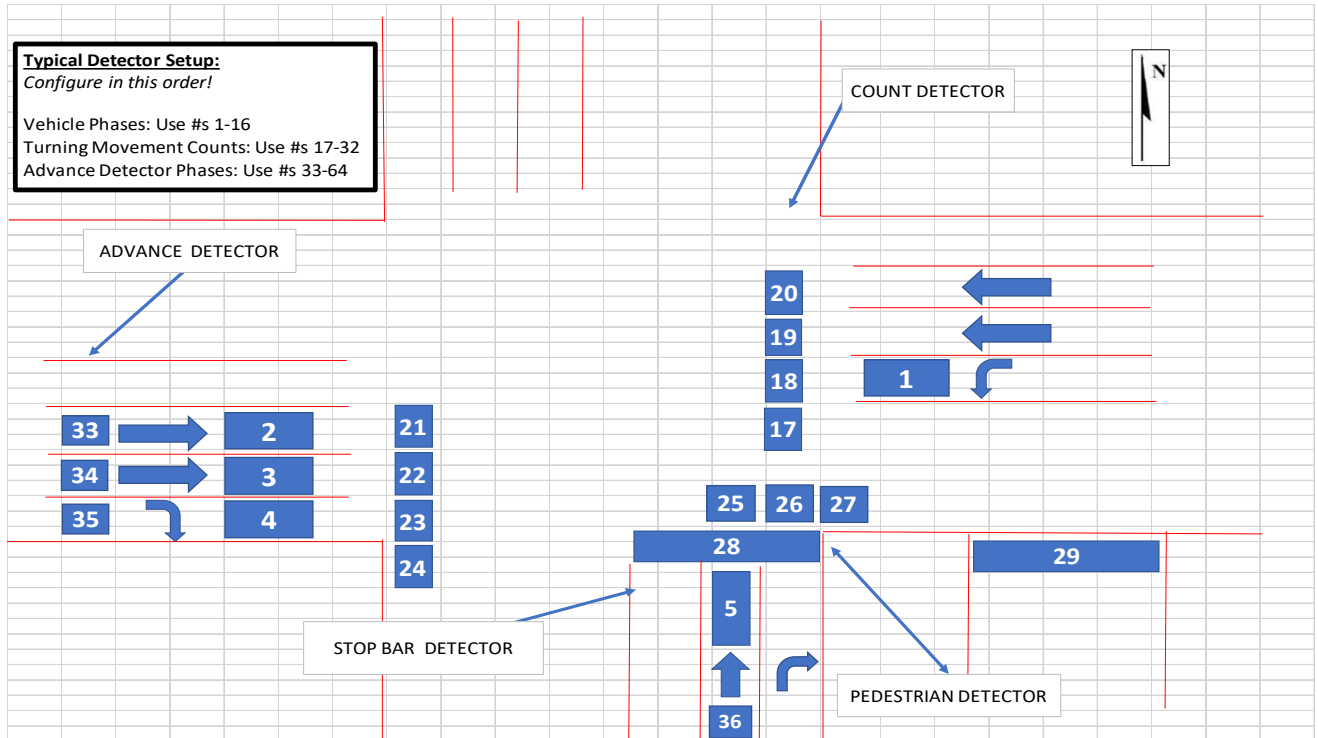 Typical Detector Setup:
Configure in this order!
Vehicle Phases: Use #s 1-16
Turning Movement Counts: Use #s 17-32
Advance Detector Phases: Use #s 33-64
COUNT DETECTOR
N
ADVANCE DETECTOR
20
19
18
1
17
33
2
21
34
3
22
35
4
23
24
25
26
27
28
29
5
STOP BAR DETECTOR
PEDESTRIAN DETECTOR
36